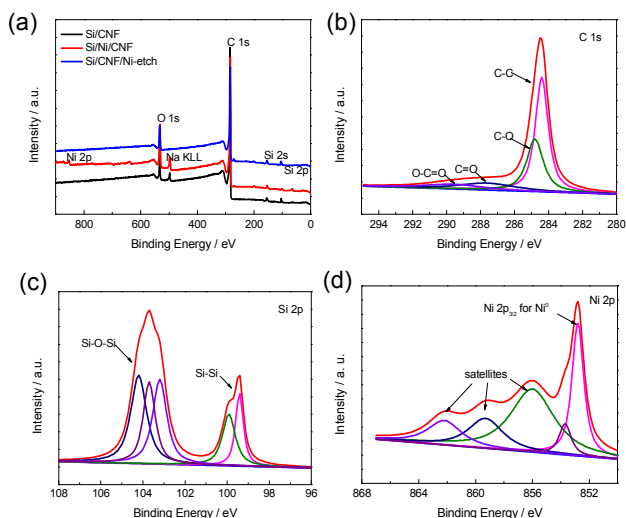 (a)
Si/CNF
Si/Ni/CNF
Si/CNF/Ni-etch
C 1s
O 1s
Ni 2p
Na KLL
Si 2s
Si 2p
Intensity / a.u.
800 600 400 200 0
Binding Energy / eV
(b)
C 1s
C-C
C-O
O-C=O
C=O
Intensity / a.u.
294 292 290 288 286 284 282 280
Binding Energy / eV
(c)
Si 2p
Si-O-Si
Si-Si
Intensity / a.u.
108 106 104 102 100 98 96
Binding Energy / eV
(d)
Ni 2p
Ni 2p3/2 for Ni⁰
satellites
Intensity / a.u.
868 864 860 856 852
Binding Energy / eV